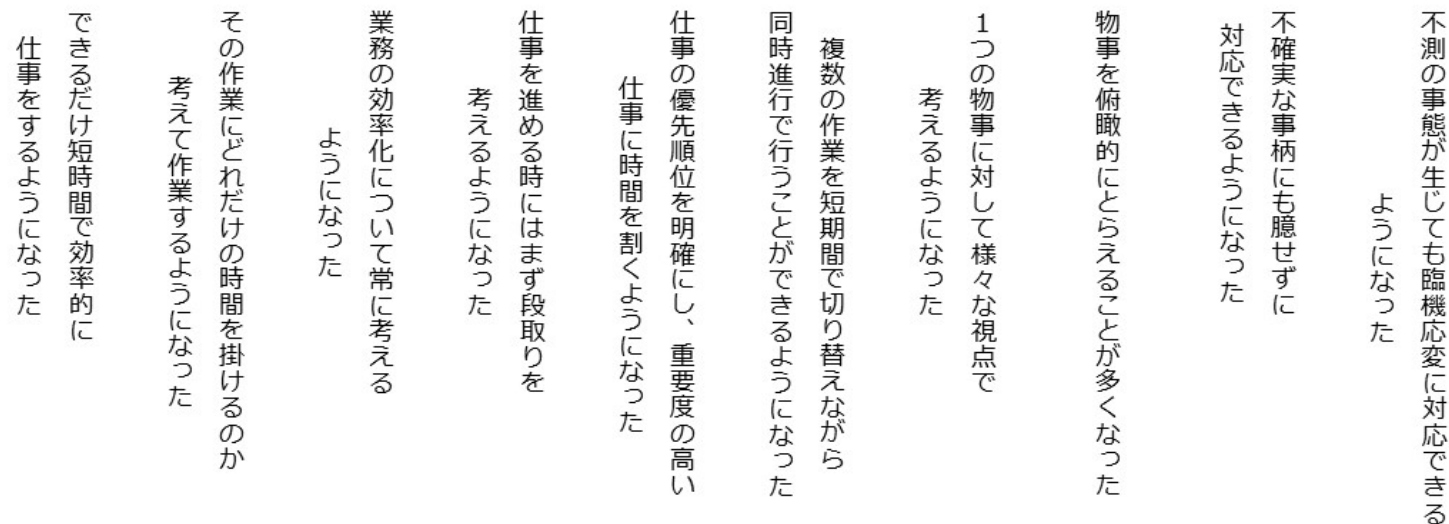 不測の事態が生じても臨機応変に対応できる
ようになった
不確実な事柄にも臆せずに
対応できるようになった
物事を俯瞰的にとらえることが多くなった
1つの物事に対して様々な視点で
考えるようになった
複数の作業を短期間で切り替えながら
同時進行で行うことができるようになった
仕事の優先順位を明確にし、重要度の高い
仕事に時間を割くようになった
仕事を進める時にはまず段取りを
考えるようになった
業務の効率化について常に考える
ようになった
その作業にどれだけの時間を掛けるのか
考えて作業するようになった
できるだけ短時間で効率的に
仕事をするようになった